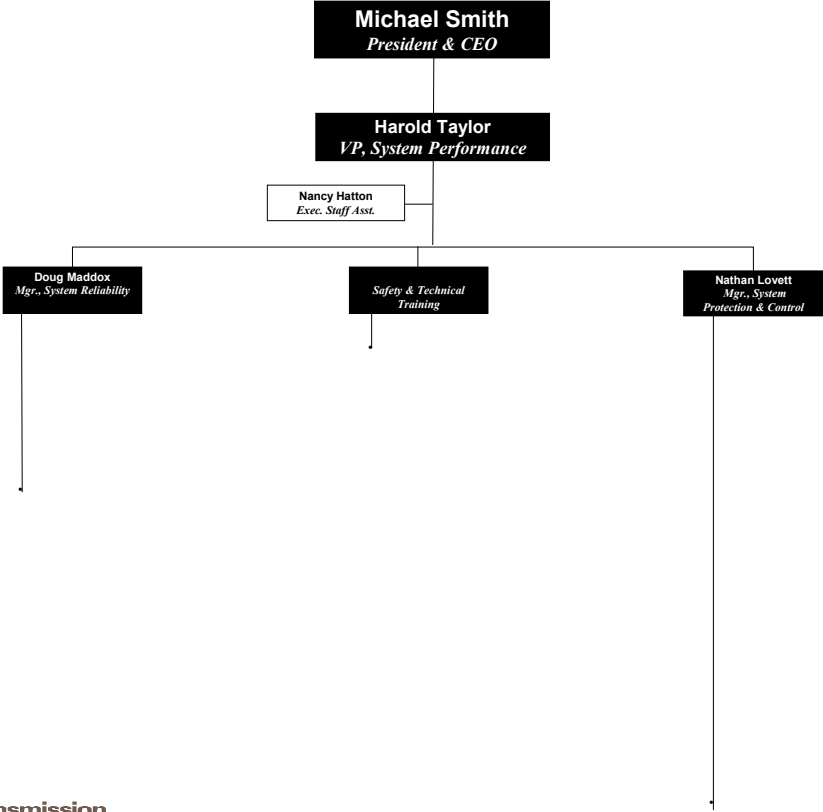 Michael Smith
President & CEO
Harold Taylor
VP, System Performance
Nancy Hatton
Exec. Staff Asst.
Doug Maddox
Mgr., System Reliability
Safety & Technical
Training
Nathan Lovett
Mgr., System
Protection & Control